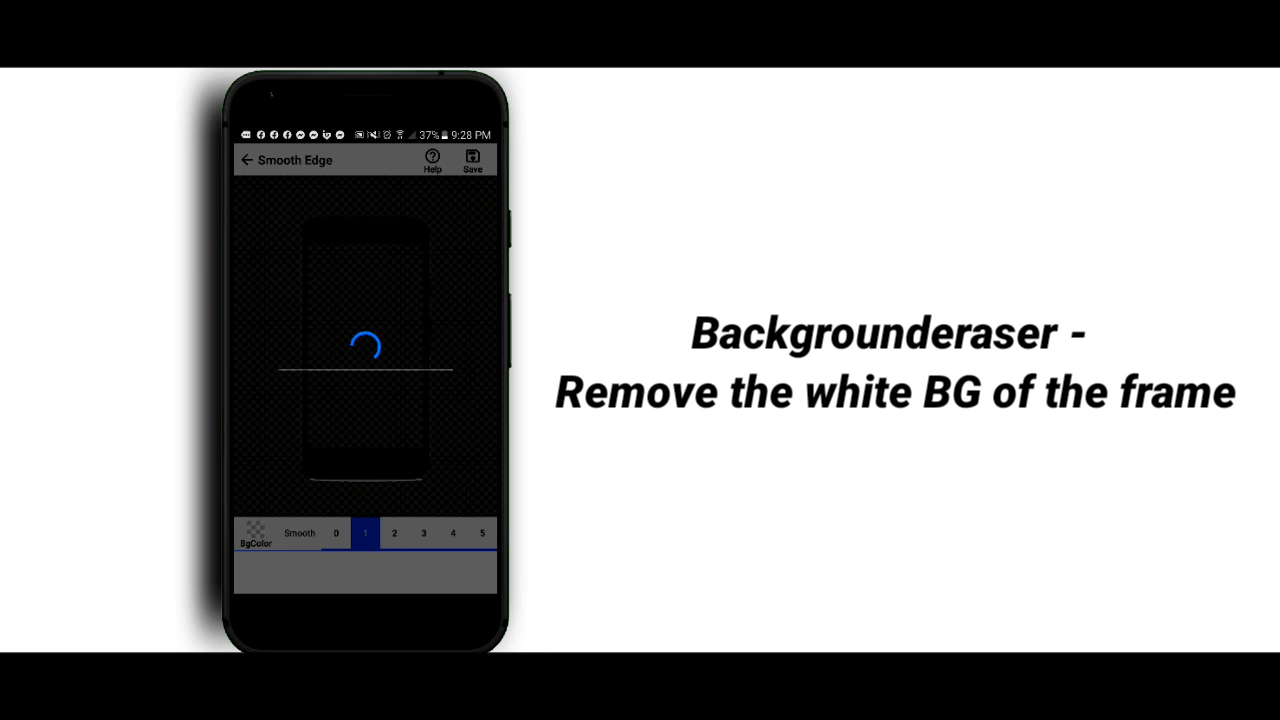 37% 9:28 PM
Smooth Edge
Help
Save
Backgrounderaser -
Remove the white BG of the frame
BgColor
Smooth 0 1 2 3 4 5